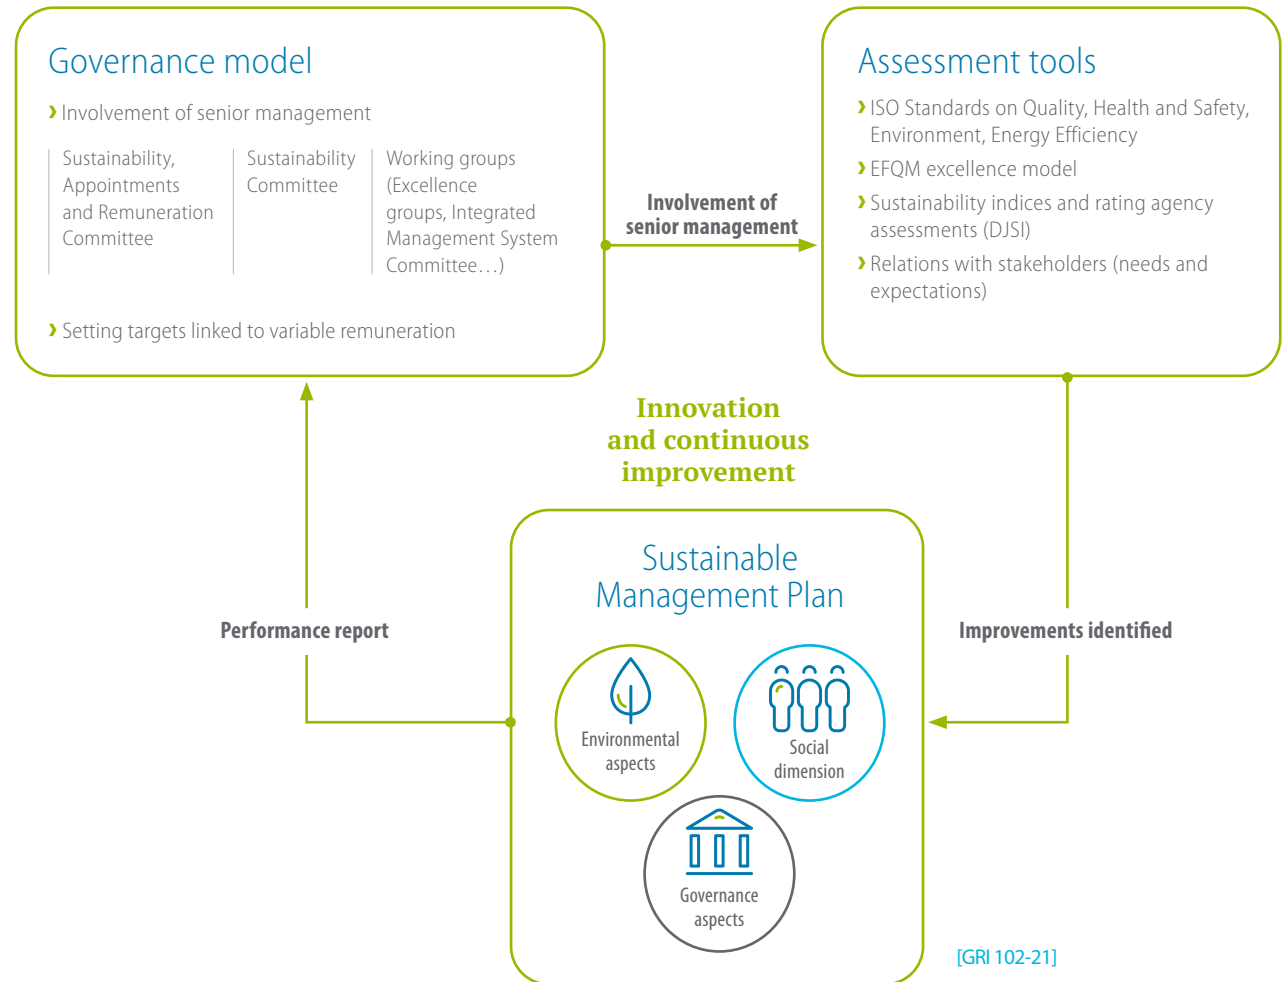 Governance model
› Involvement of senior management
Sustainability,
Appointments
and Remuneration
Committee
Sustainability
Committee
Working groups
(Excellence
groups, Integrated
Management System
Committee…)
› Setting targets linked to variable remuneration
Involvement of
senior management
Assessment tools
› ISO Standards on Quality, Health and Safety,
Environment, Energy Efficiency
› EFQM excellence model
› Sustainability indices and rating agency
assessments (DJSI)
› Relations with stakeholders (needs and
expectations)
Innovation
and continuous
improvement
Performance report
Sustainable
Management Plan
Environmental
aspects
Social
dimension
Governance
aspects
Improvements identified
[GRI 102-21]